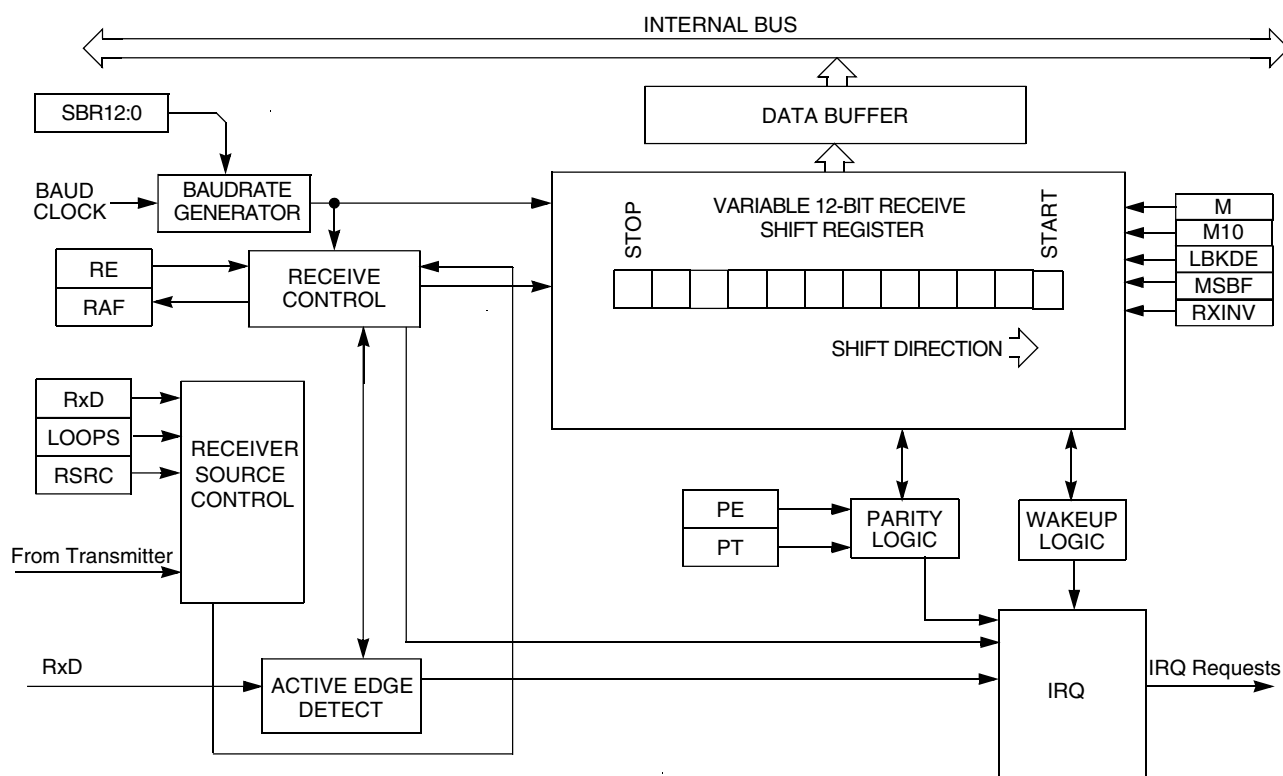 INTERNAL BUS
SBR12:0
DATA BUFFER
BAUD
CLOCK
BAUDRATE
GENERATOR
STOP
VARIABLE 12-BIT RECEIVE
SHIFT REGISTER
START
M
M10
LBKDE
MSBF
RXINV
RE
RAF
RECEIVE
CONTROL
SHIFT DIRECTION
RxD
LOOPS
RSRC
RECEIVER
SOURCE
CONTROL
From Transmitter
PE
PT
PARITY
LOGIC
WAKEUP
LOGIC
RxD
ACTIVE EDGE
DETECT
IRQ
IRQ Requests